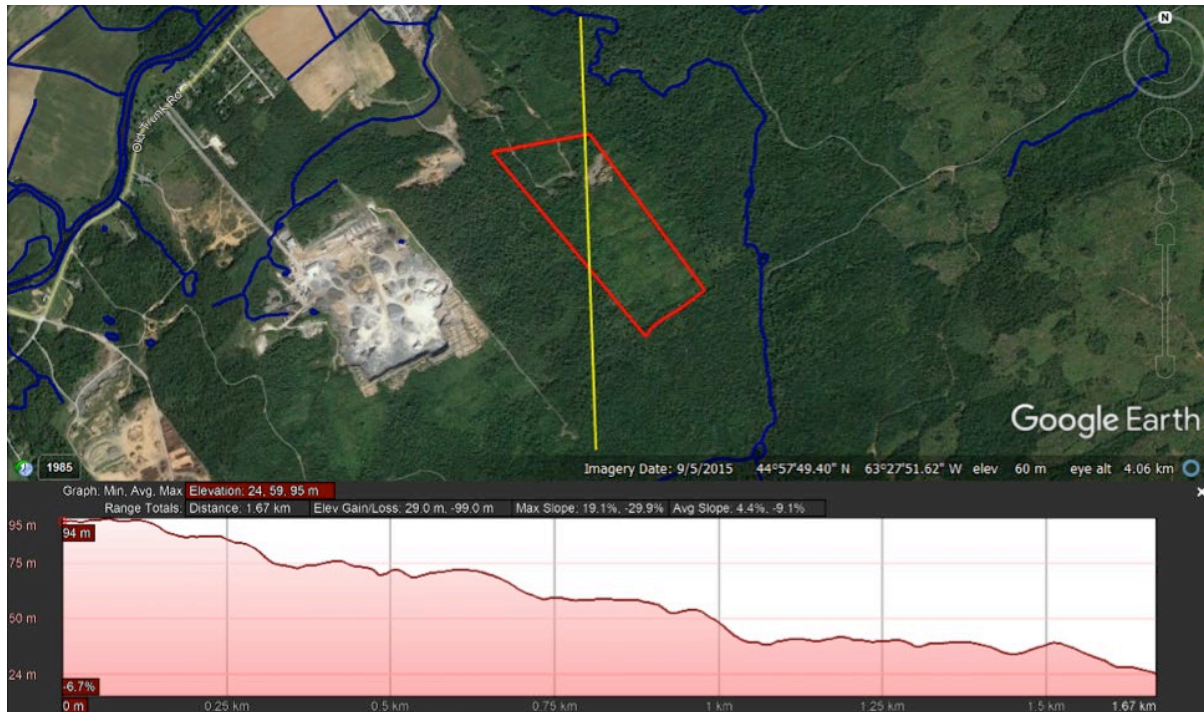 N
Old Trunk Rd
Google Earth
1985
Imagery Date: 9/5/2015 44°57'49.40" N 63°27'51.62" W elev 60 m eye alt 4.06 km
Graph: Min, Avg, Max Elevation: 24, 59, 95 m
Range Totals: Distance: 1.67 km Elev Gain/Loss: 29.0 m, -99.0 m Max Slope: 19.1%, -29.9% Avg Slope: 4.4%, -9.1%
95 m
94 m
75 m
50 m
24 m
-6.7%
0 m 0.25 km 0.5 km 0.75 km 1 km 1.25 km 1.5 km 1.67 km